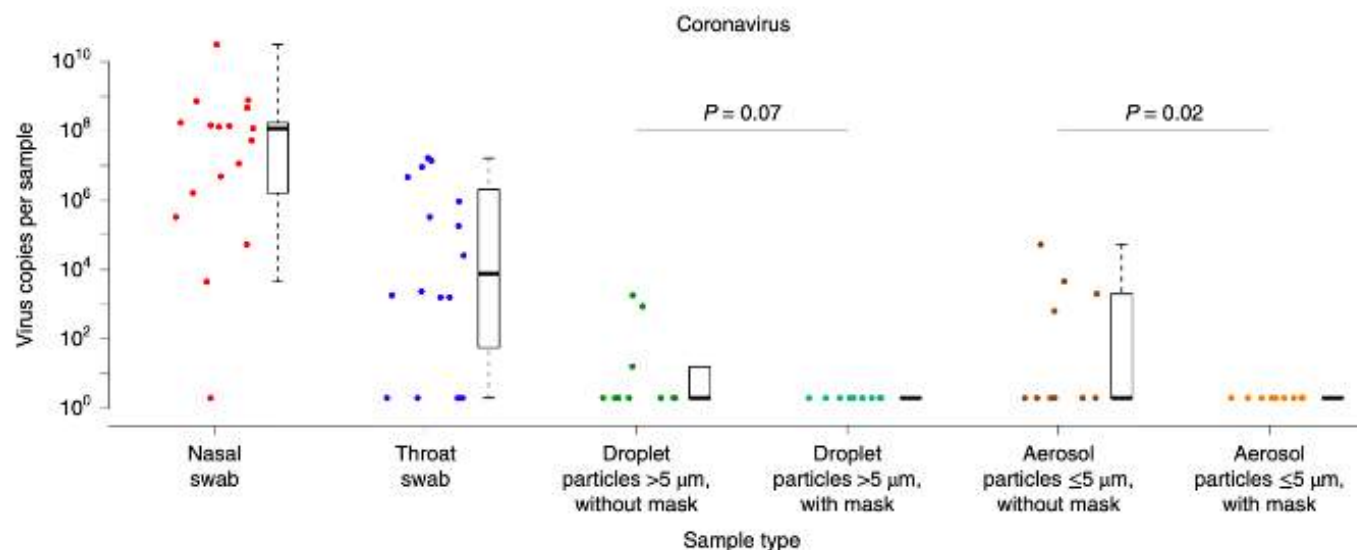 Coronavirus
Virus copies per sample
10^10
10^8
10^6
10^4
10^2
10^0
P = 0.07
P = 0.02
Nasal
swab
Throat
swab
Droplet
particles >5 μm,
without mask
Droplet
particles >5 μm,
with mask
Aerosol
particles ≤5 μm,
without mask
Aerosol
particles ≤5 μm,
with mask
Sample type